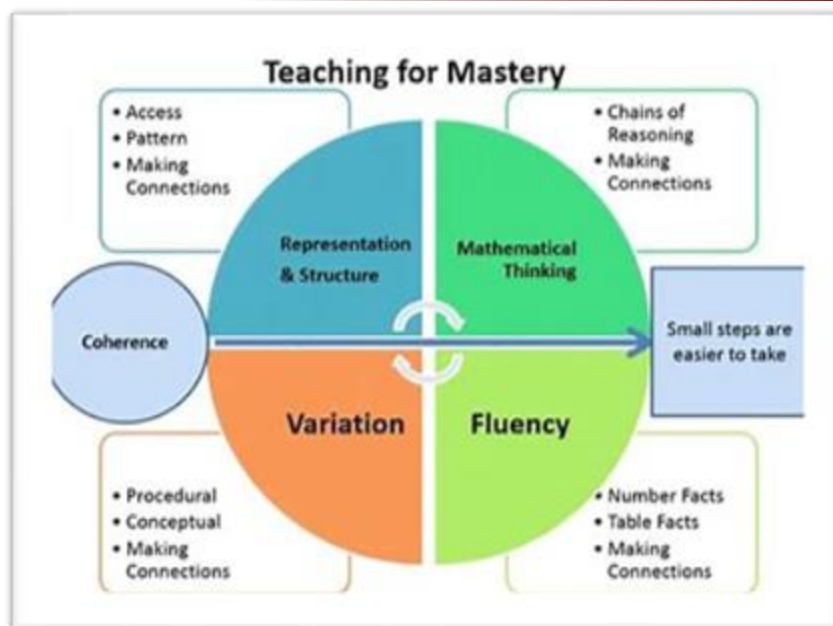 Teaching for Mastery
• Access
• Pattern
• Making
Connections
• Chains of
Reasoning
• Making
Connections
Representation
& Structure
Mathematical
Thinking
Coherence
Small steps are
easier to take
Variation
Fluency
• Procedural
• Conceptual
• Making
Connections
• Number Facts
• Table Facts
• Making
Connections